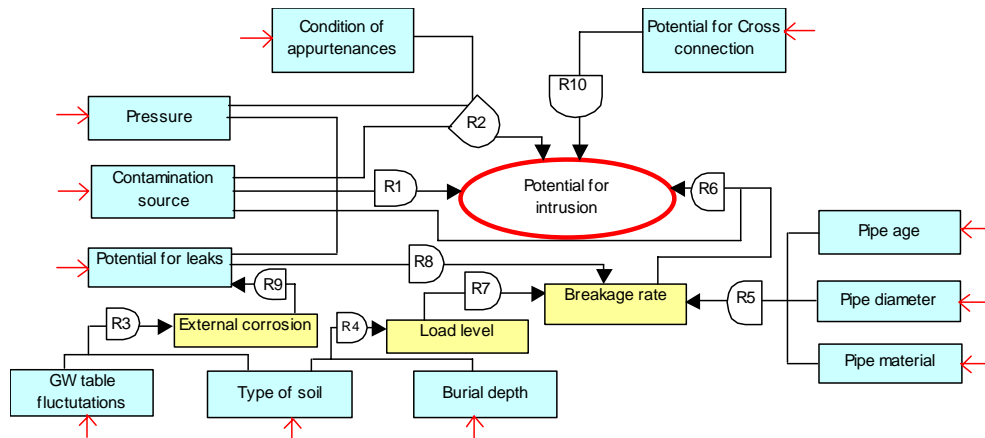 Condition of
appurtenances
Potential for Cross
connection
R10
Pressure
R2
Contamination
source
R1
Potential for
intrusion
R6
Pipe age
Potential for leaks
R8
R9
R7
Breakage rate
R5
Pipe diameter
R3
External corrosion
R4
Load level
Pipe material
GW table
fluctutations
Type of soil
Burial depth